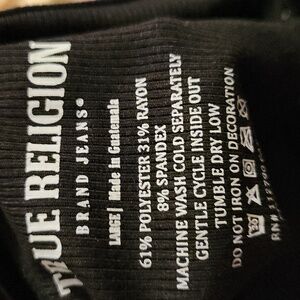 TRUE RELIGION
BRAND JEANS®
LARGE | Made In Guatemala
61% POLYESTER 31% RAYON
8% SPANDEX
MACHINE WASH COLD SEPARATELY
GENTLE CYCLE INSIDE OUT
TUMBLE DRY LOW
DO NOT IRON ON DECORATION
RN#